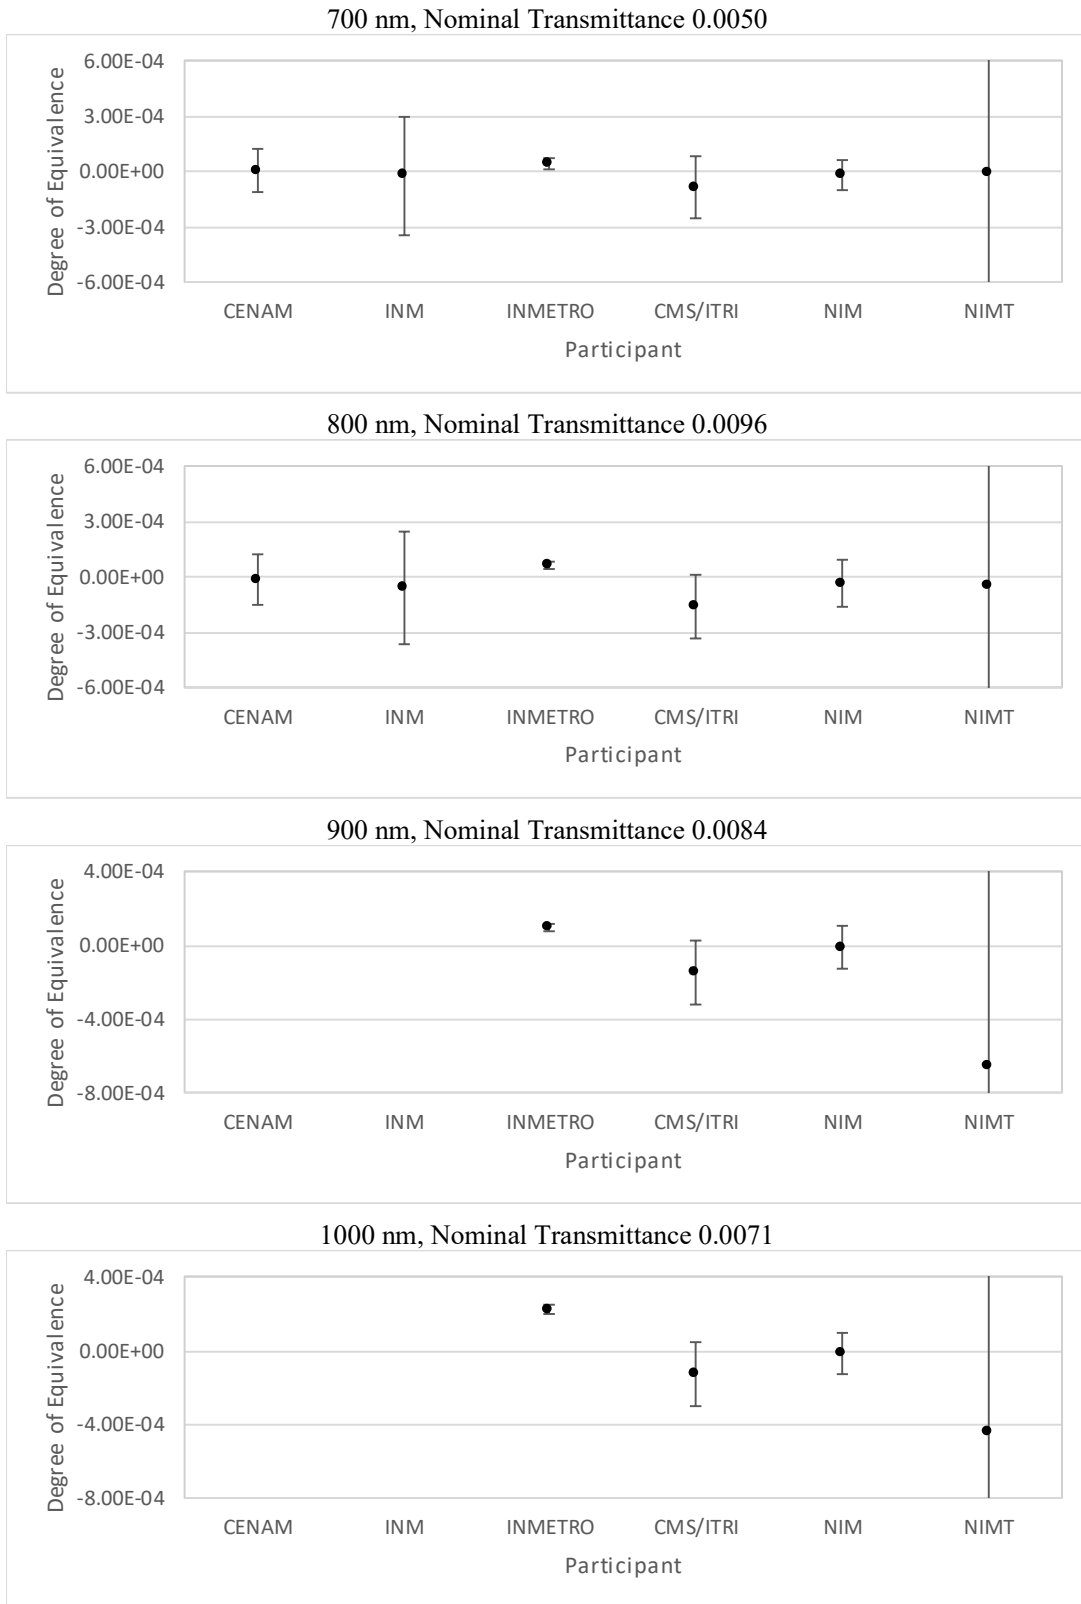 700 nm, Nominal Transmittance 0.0050
Degree of Equivalence
6.00E-04
3.00E-04
0.00E+00
-3.00E-04
-6.00E-04
CENAM INM INMETRO CMS/ITRI NIM NIMT
Participant
800 nm, Nominal Transmittance 0.0096
Degree of Equivalence
6.00E-04
3.00E-04
0.00E+00
-3.00E-04
-6.00E-04
CENAM INM INMETRO CMS/ITRI NIM NIMT
Participant
900 nm, Nominal Transmittance 0.0084
Degree of Equivalence
4.00E-04
0.00E+00
-4.00E-04
-8.00E-04
CENAM INM INMETRO CMS/ITRI NIM NIMT
Participant
1000 nm, Nominal Transmittance 0.0071
Degree of Equivalence
4.00E-04
0.00E+00
-4.00E-04
-8.00E-04
CENAM INM INMETRO CMS/ITRI NIM NIMT
Participant